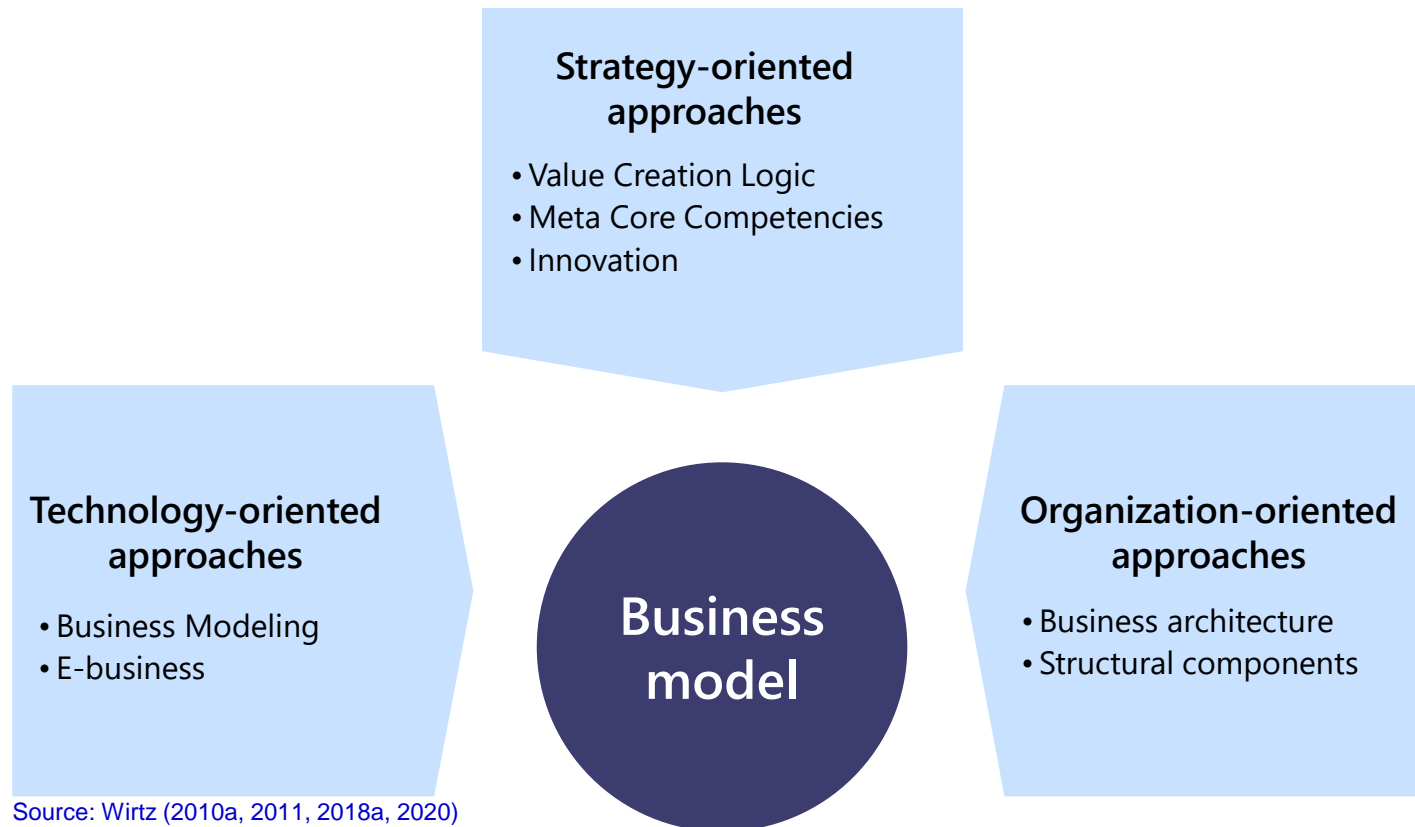 Strategy-oriented
approaches
• Value Creation Logic
• Meta Core Competencies
• Innovation
Technology-oriented
approaches
• Business Modeling
• E-business
Business
model
Organization-oriented
approaches
• Business architecture
• Structural components
Source: Wirtz (2010a, 2011, 2018a, 2020)